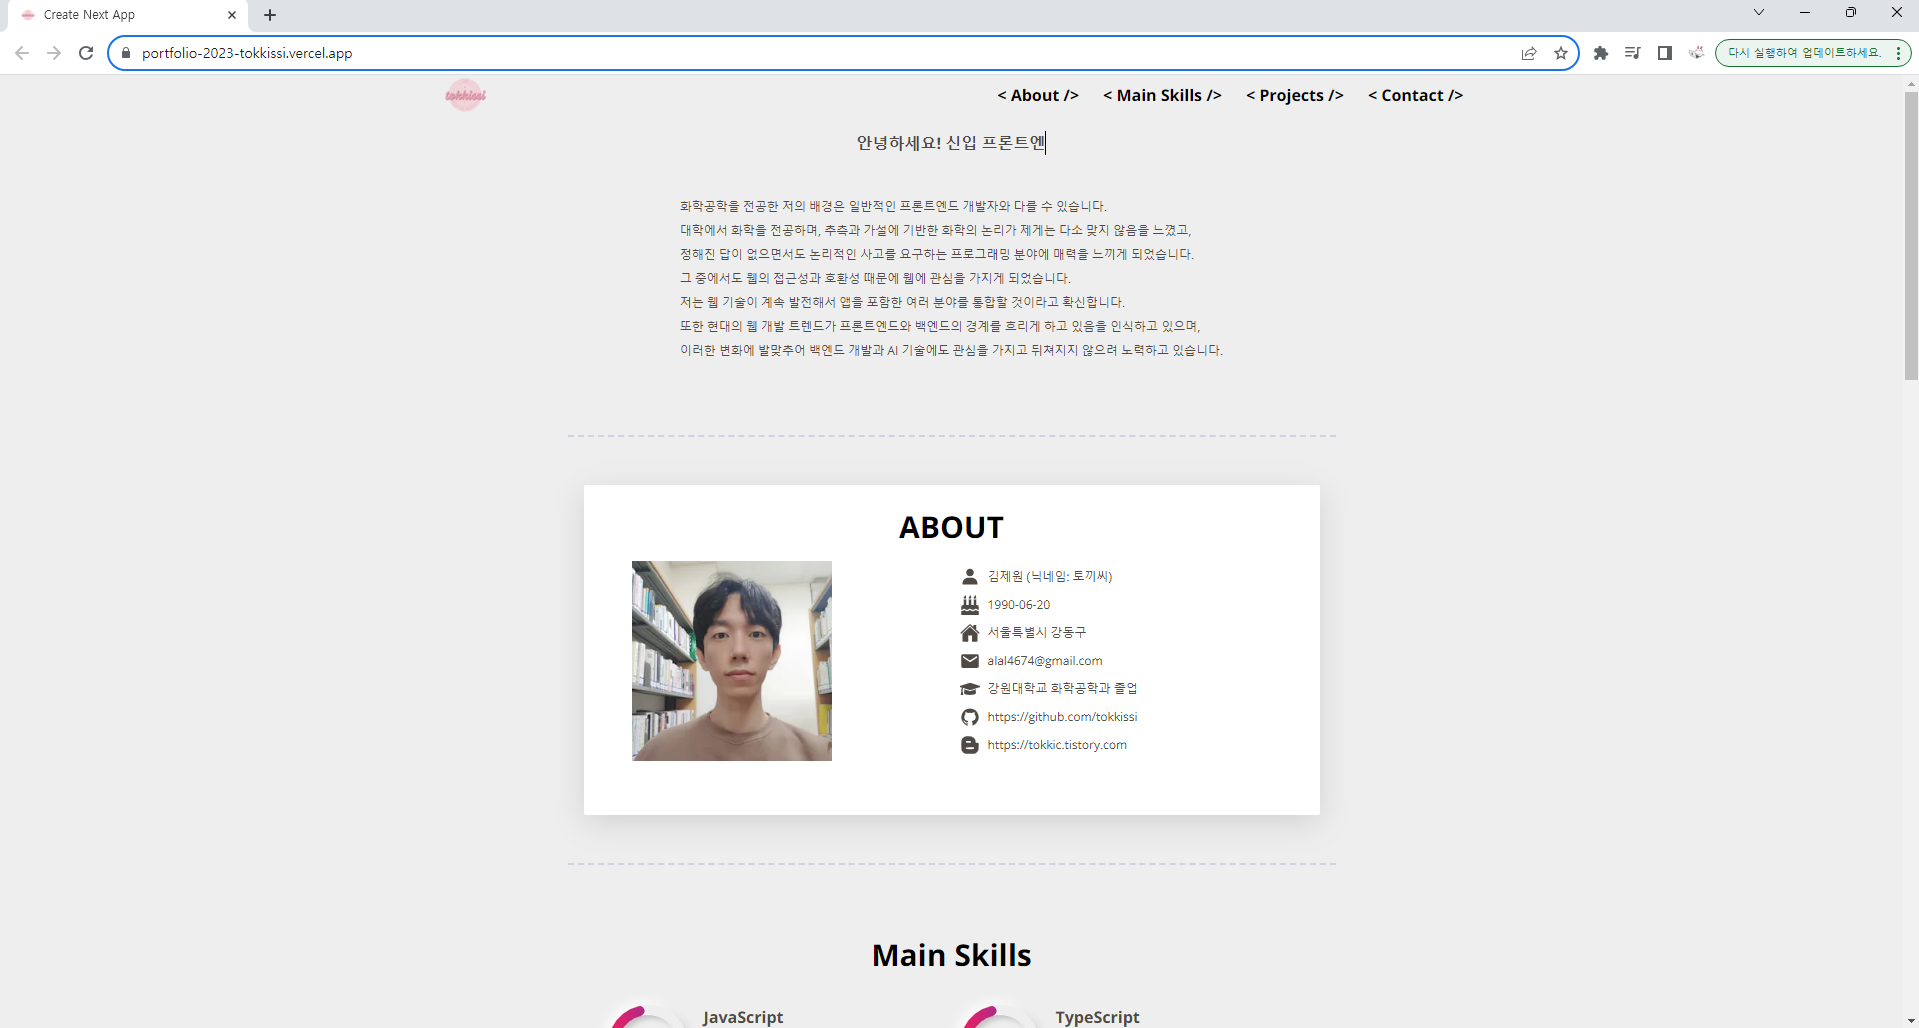 Create Next App
portfolio-2023-tokkissi.vercel.app
다시 실행하여 업데이트하세요.
tokkissi
< About /> < Main Skills /> < Projects /> < Contact />
안녕하세요! 신입 프론트엔
화학공학을 전공한 저의 배경은 일반적인 프론트엔드 개발자와 다를 수 있습니다.
대학에서 화학을 전공하며, 추측과 가설에 기반한 화학의 논리가 제게는 다소 맞지 않음을 느꼈고,
정해진 답이 없으면서도 논리적인 사고를 요구하는 프로그래밍 분야에 매력을 느끼게 되었습니다.
그 중에서도 웹의 접근성과 호환성 때문에 웹에 관심을 가지게 되었습니다.
저는 웹 기술이 계속 발전해서 앱을 포함한 여러 분야를 통합할 것이라고 확신합니다.
또한 현대의 웹 개발 트렌드가 프론트엔드와 백엔드의 경계를 흐리게 하고 있음을 인식하고 있으며,
이러한 변화에 발맞추어 백엔드 개발과 AI 기술에도 관심을 가지고 뒤쳐지지 않으려 노력하고 있습니다.
ABOUT
김제원 (닉네임: 토끼씨)
1990-06-20
서울특별시 강동구
alal4674@gmail.com
강원대학교 화학공학과 졸업
https://github.com/tokkissi
https://tokkic.tistory.com
Main Skills
JavaScript
TypeScript